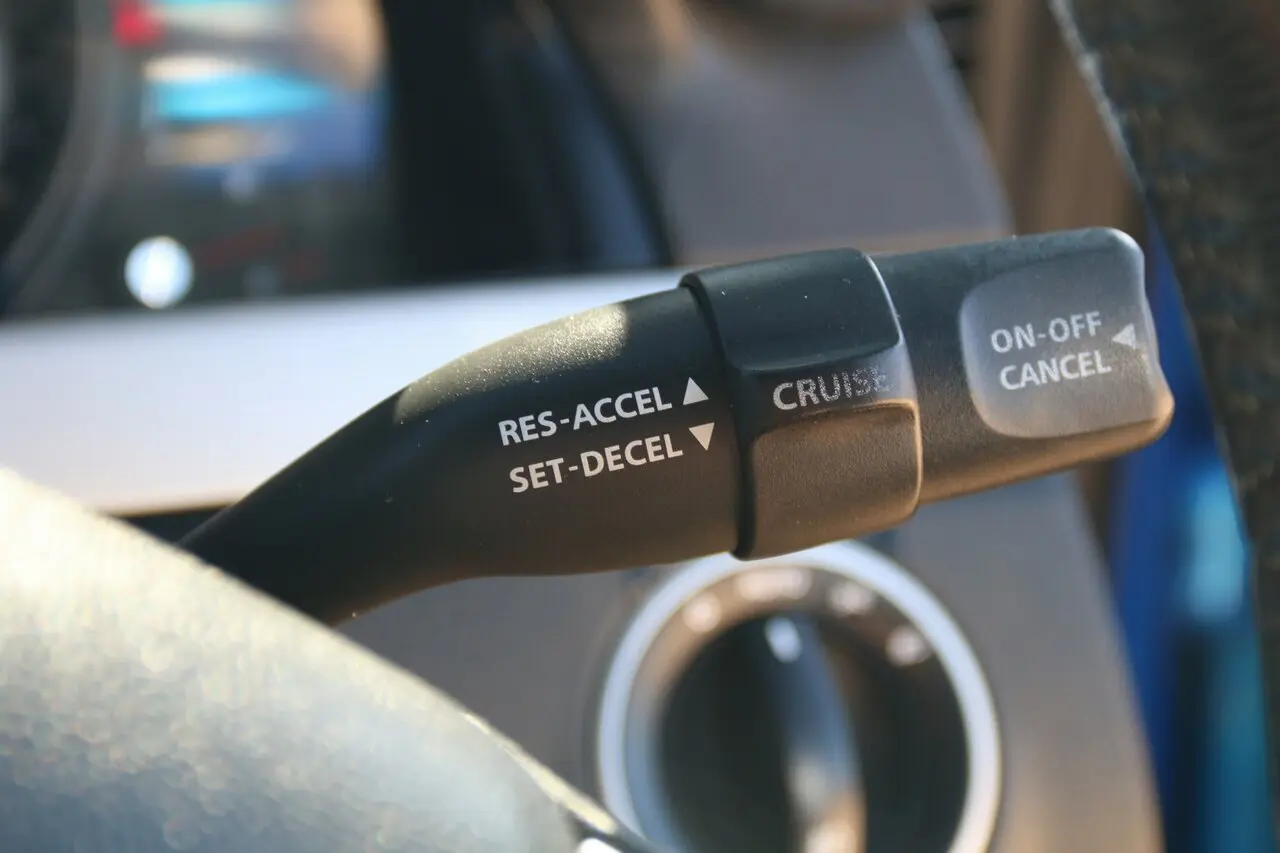 RES-ACCEL ▲
SET-DECEL ▼
CRUISE
ON-OFF
CANCEL ◀